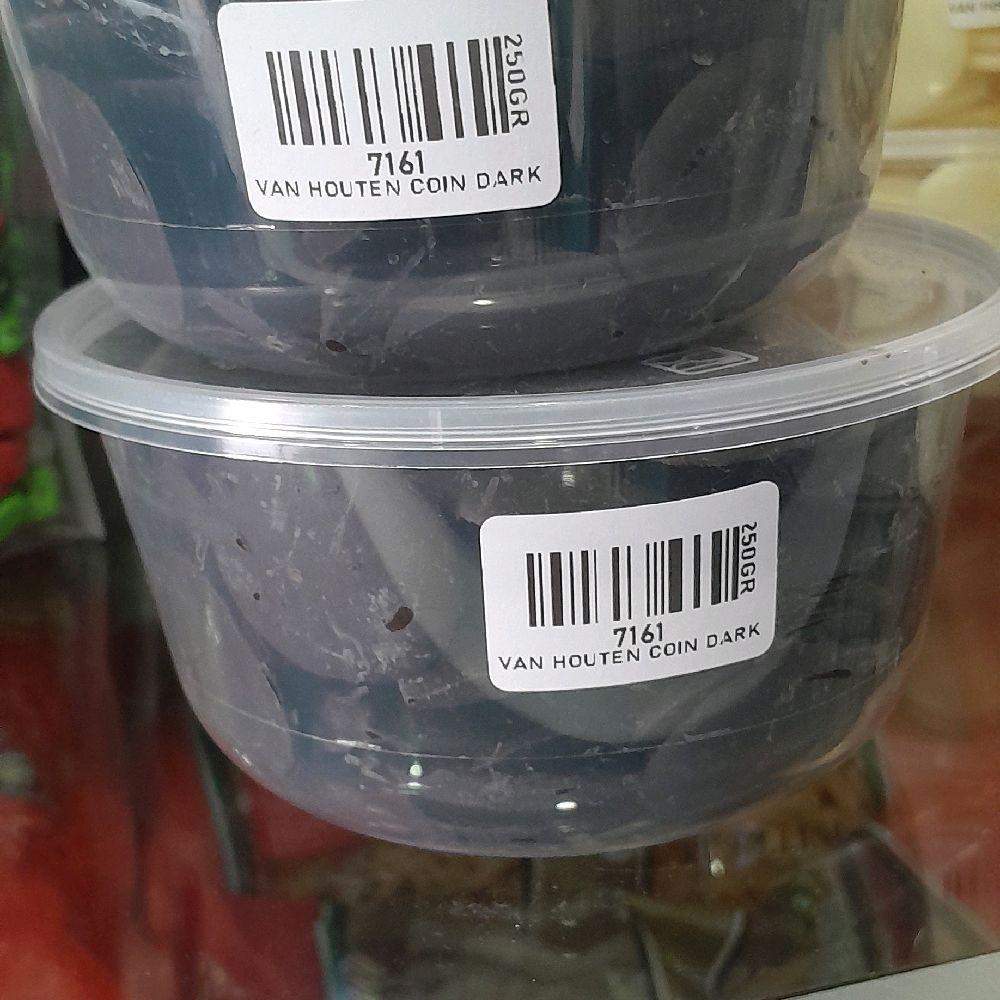 250GR
7161
VAN HOUTEN COIN DARK
250GR
7161
VAN HOUTEN COIN DARK